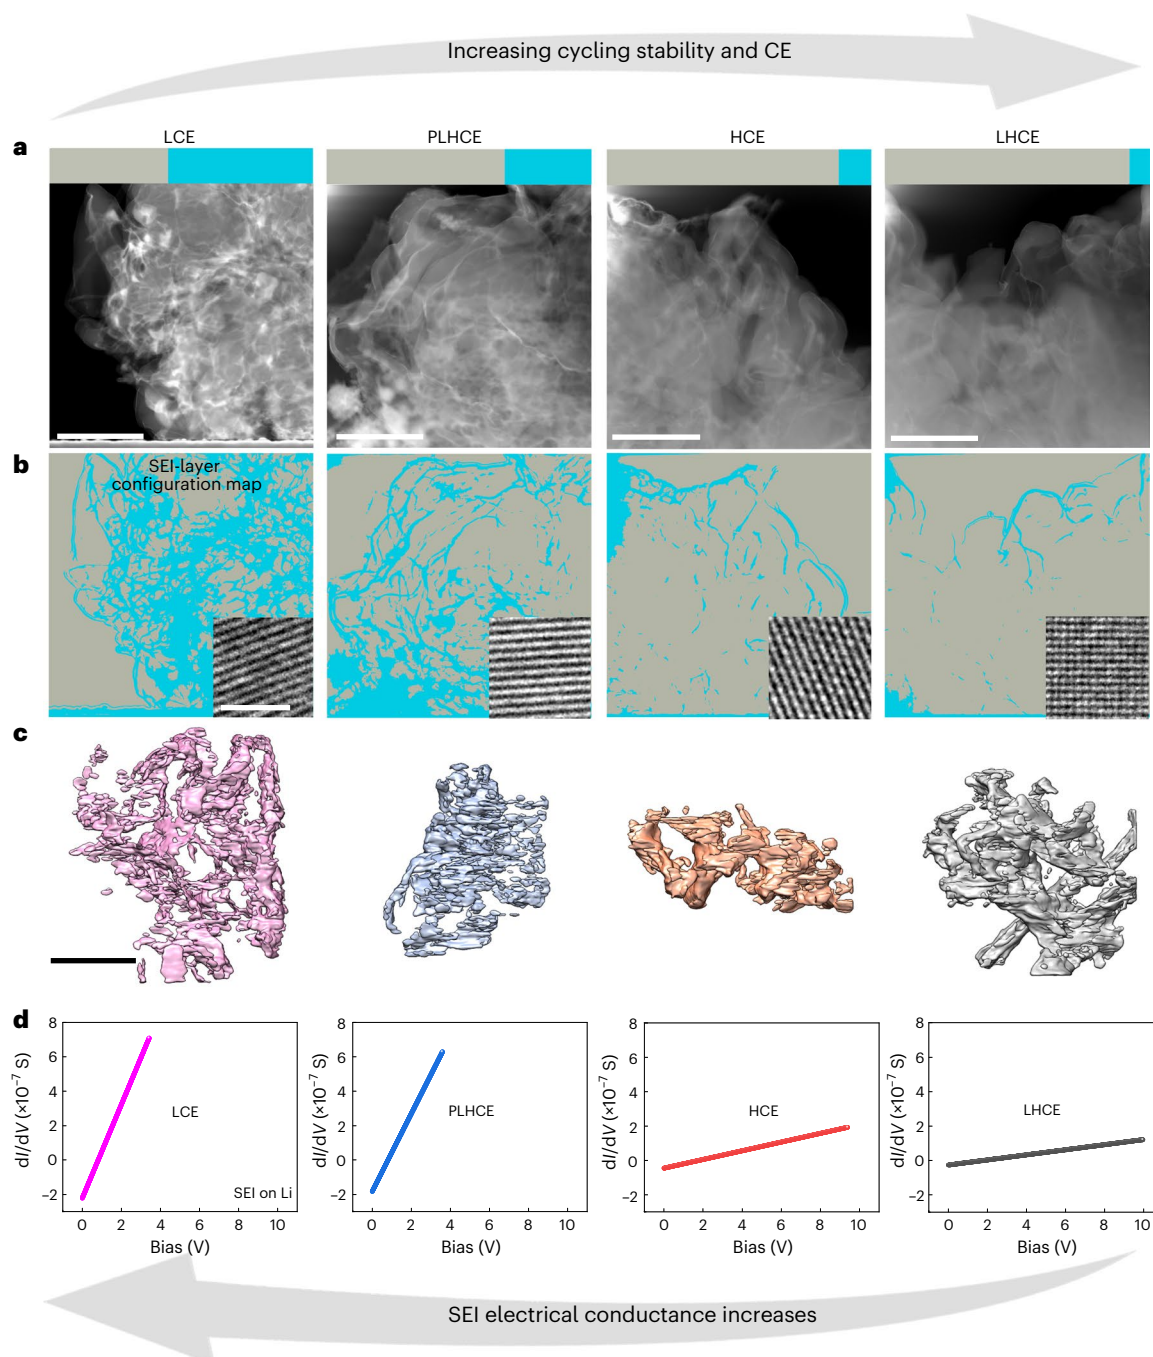 Increasing cycling stability and CE
a
LCE
PLHCE
HCE
LHCE
b
SEI-layer
configuration map
c
d
8
6
4
2
0
−2
dI/dV (×10⁻⁷ S)
LCE
SEI on Li
0 2 4 6 8 10
Bias (V)
8
6
4
2
0
−2
dI/dV (×10⁻⁷ S)
PLHCE
0 2 4 6 8 10
Bias (V)
8
6
4
2
0
−2
dI/dV (×10⁻⁷ S)
HCE
0 2 4 6 8 10
Bias (V)
8
6
4
2
0
−2
dI/dV (×10⁻⁷ S)
LHCE
0 2 4 6 8 10
Bias (V)
SEI electrical conductance increases